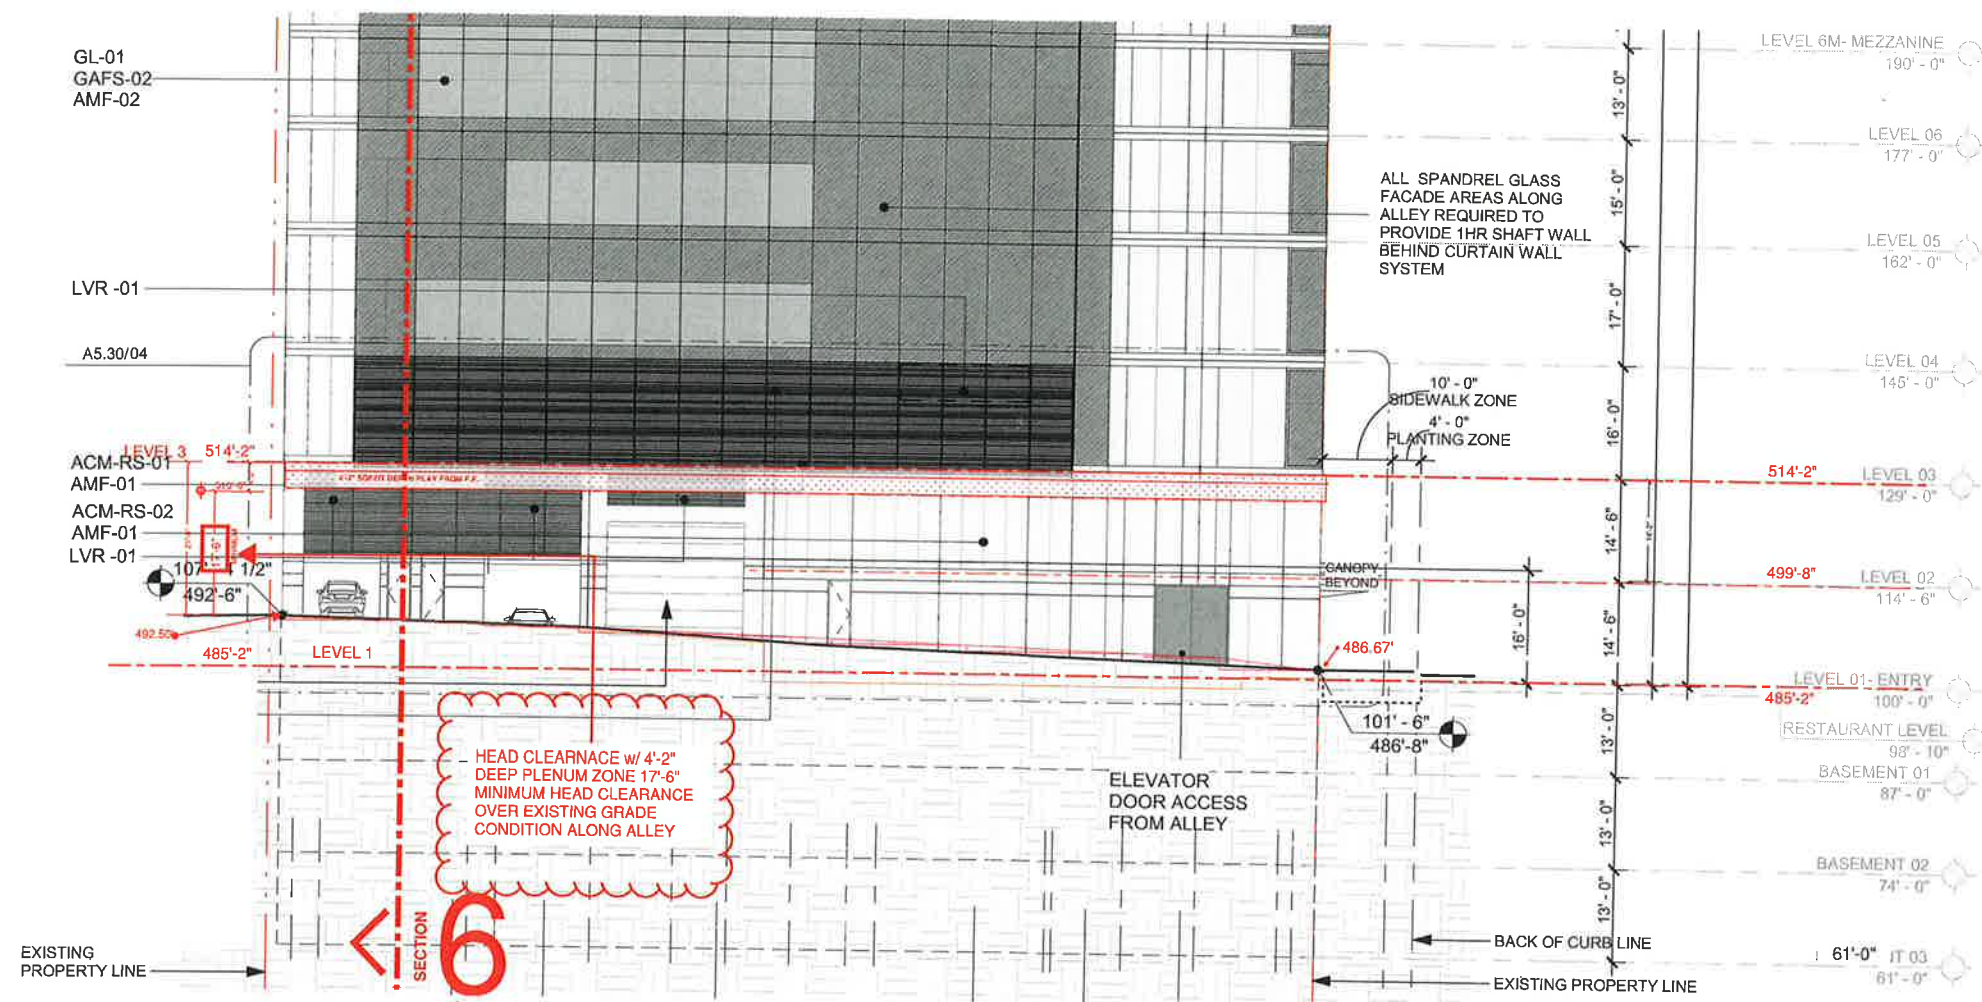 GL-01
GAFS-02
AMF-02
LVR -01
A5.30/04
LEVEL 3 514'-2"
ACM-RS-01
AMF-01
ACM-RS-02
AMF-01
LVR -01
17'-6"
1/2"
492'-6"
492.50
485'-2"
LEVEL 1
HEAD CLEARNACE w/ 4'-2"
DEEP PLENUM ZONE 17'-6"
MINIMUM HEAD CLEARANCE
OVER EXISTING GRADE
CONDITION ALONG ALLEY
SECTION
6
EXISTING
PROPERTY LINE
ALL SPANDREL GLASS
FACADE AREAS ALONG
ALLEY REQUIRED TO
PROVIDE 1HR SHAFT WALL
BEHIND CURTAIN WALL
SYSTEM
10' - 0"
SIDEWALK ZONE
4' - 0"
PLANTING ZONE
CANOPY
BEYOND
486.67'
101' - 6"
486'-8"
ELEVATOR
DOOR ACCESS
FROM ALLEY
BACK OF CURB LINE
EXISTING PROPERTY LINE
13' - 0"
15' - 0"
17' - 0"
16' - 0"
14' - 6"
14' - 6"
16' - 0"
13' - 0"
13' - 0"
13' - 0"
LEVEL 6M- MEZZANINE
190' - 0"
LEVEL 06
177' - 0"
LEVEL 05
162' - 0"
LEVEL 04
145' - 0"
514'-2"
LEVEL 03
129' - 0"
499'-8"
LEVEL 02
114' - 6"
LEVEL 01- ENTRY
485'-2"
100' - 0"
RESTAURANT LEVEL
98' - 10"
BASEMENT 01
87' - 0"
BASEMENT 02
74' - 0"
61'-0" IT 03
61' - 0"